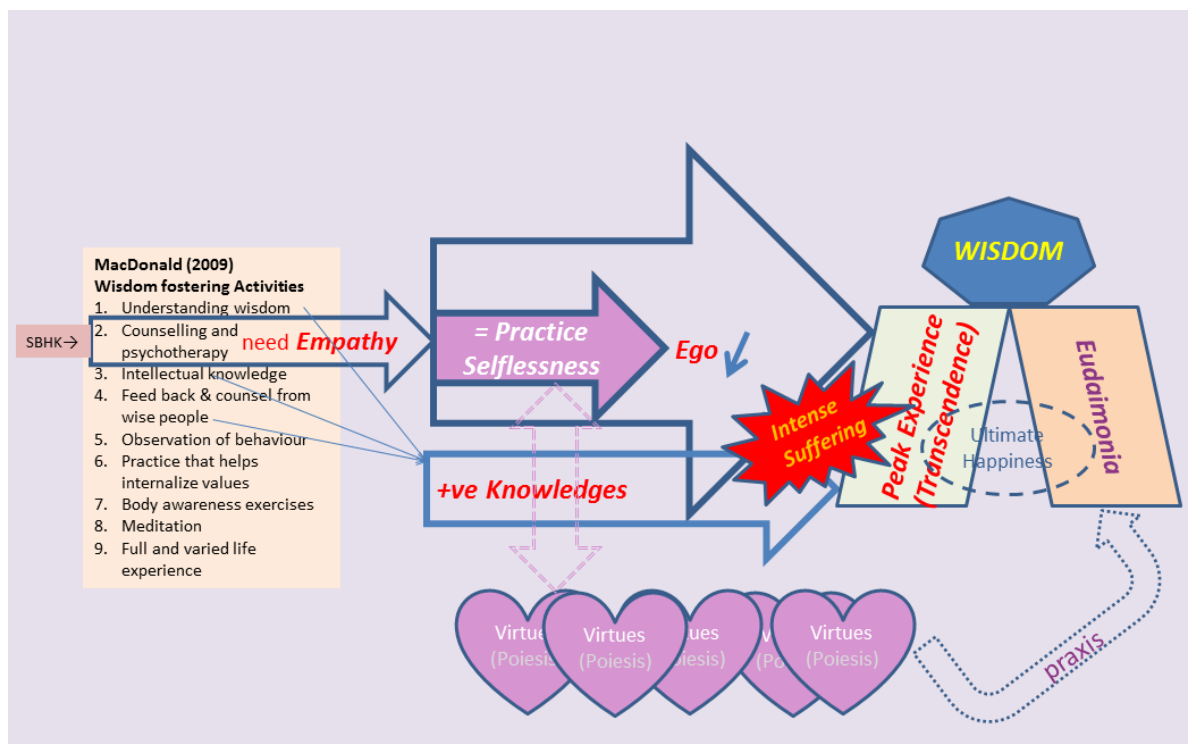 MacDonald (2009)
Wisdom fostering Activities
1. Understanding wisdom
2. Counselling and
psychotherapy
3. Intellectual knowledge
4. Feed back & counsel from
wise people
5. Observation of behaviour
6. Practice that helps
internalize values
7. Body awareness exercises
8. Meditation
9. Full and varied life
experience
SBHK→
need Empathy
= Practice
Selflessness
Ego
+ve Knowledges
Intense
Suffering
Peak Experience
(Transcendence)
WISDOM
Eudaimonia
Ultimate
Happiness
Virtues
(Poiesis)
Virtues
(Poiesis)
Virtues
(Poiesis)
praxis